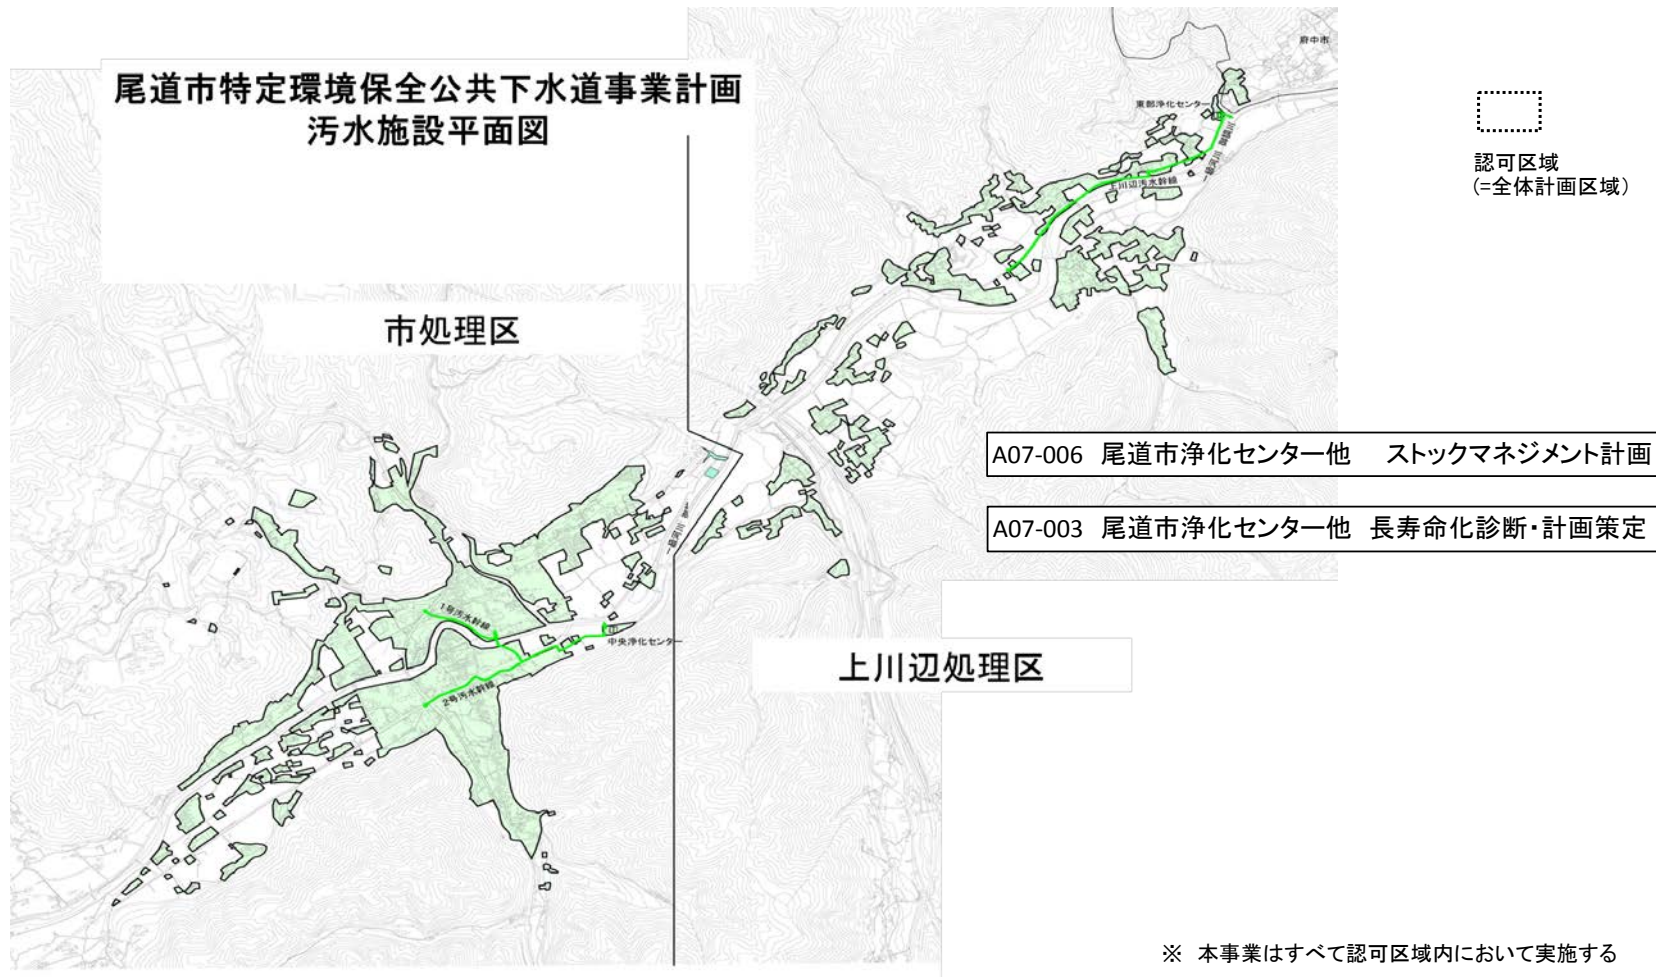 尾道市特定環境保全公共下水道事業計画
汚水施設平面図
府中市
東部浄化センター
認可区域
(=全体計画区域)
上川辺汚水幹線
市処理区
A07-006 尾道市浄化センター他 ストックマネジメント計画
A07-003 尾道市浄化センター他 長寿命化診断・計画策定
1号汚水幹線
中央浄化センター
2号汚水幹線
上川辺処理区
※ 本事業はすべて認可区域内において実施する